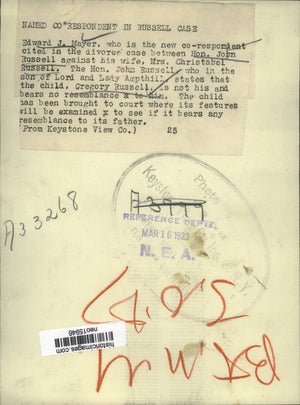 NAMED CO*RESPONDENT IN RUSSELL CASE
Edward J. Mayer, who is the new co-respondent
cited in the divorce case between Hon. John
Russell against his wife, Mrs. Christabel
Russell. The Hon. John Russell who is the
son of Lord and Lady Ampthill, states that
the child, Gregory Russell, is not his and
bears no resemblance x to him. The child
has been brought to court where its features
will be examined x to see if it bears any
resemblance to its father.
(From Keystone View Co.) 25
A33268
Keystone
Photo
A3977
REFERENCE DEPT.
MAR 16 1923
N. E. A.
N.Y.
neo15946
historicimages.com